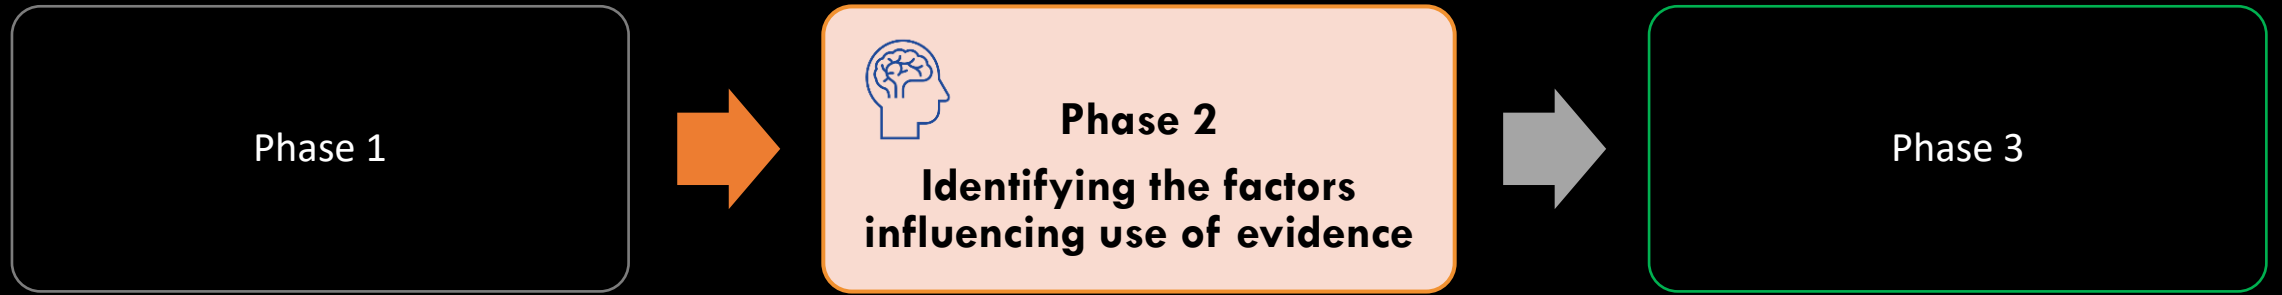 Phase 1
Phase 2
Identifying the factors
influencing use of evidence
Phase 3